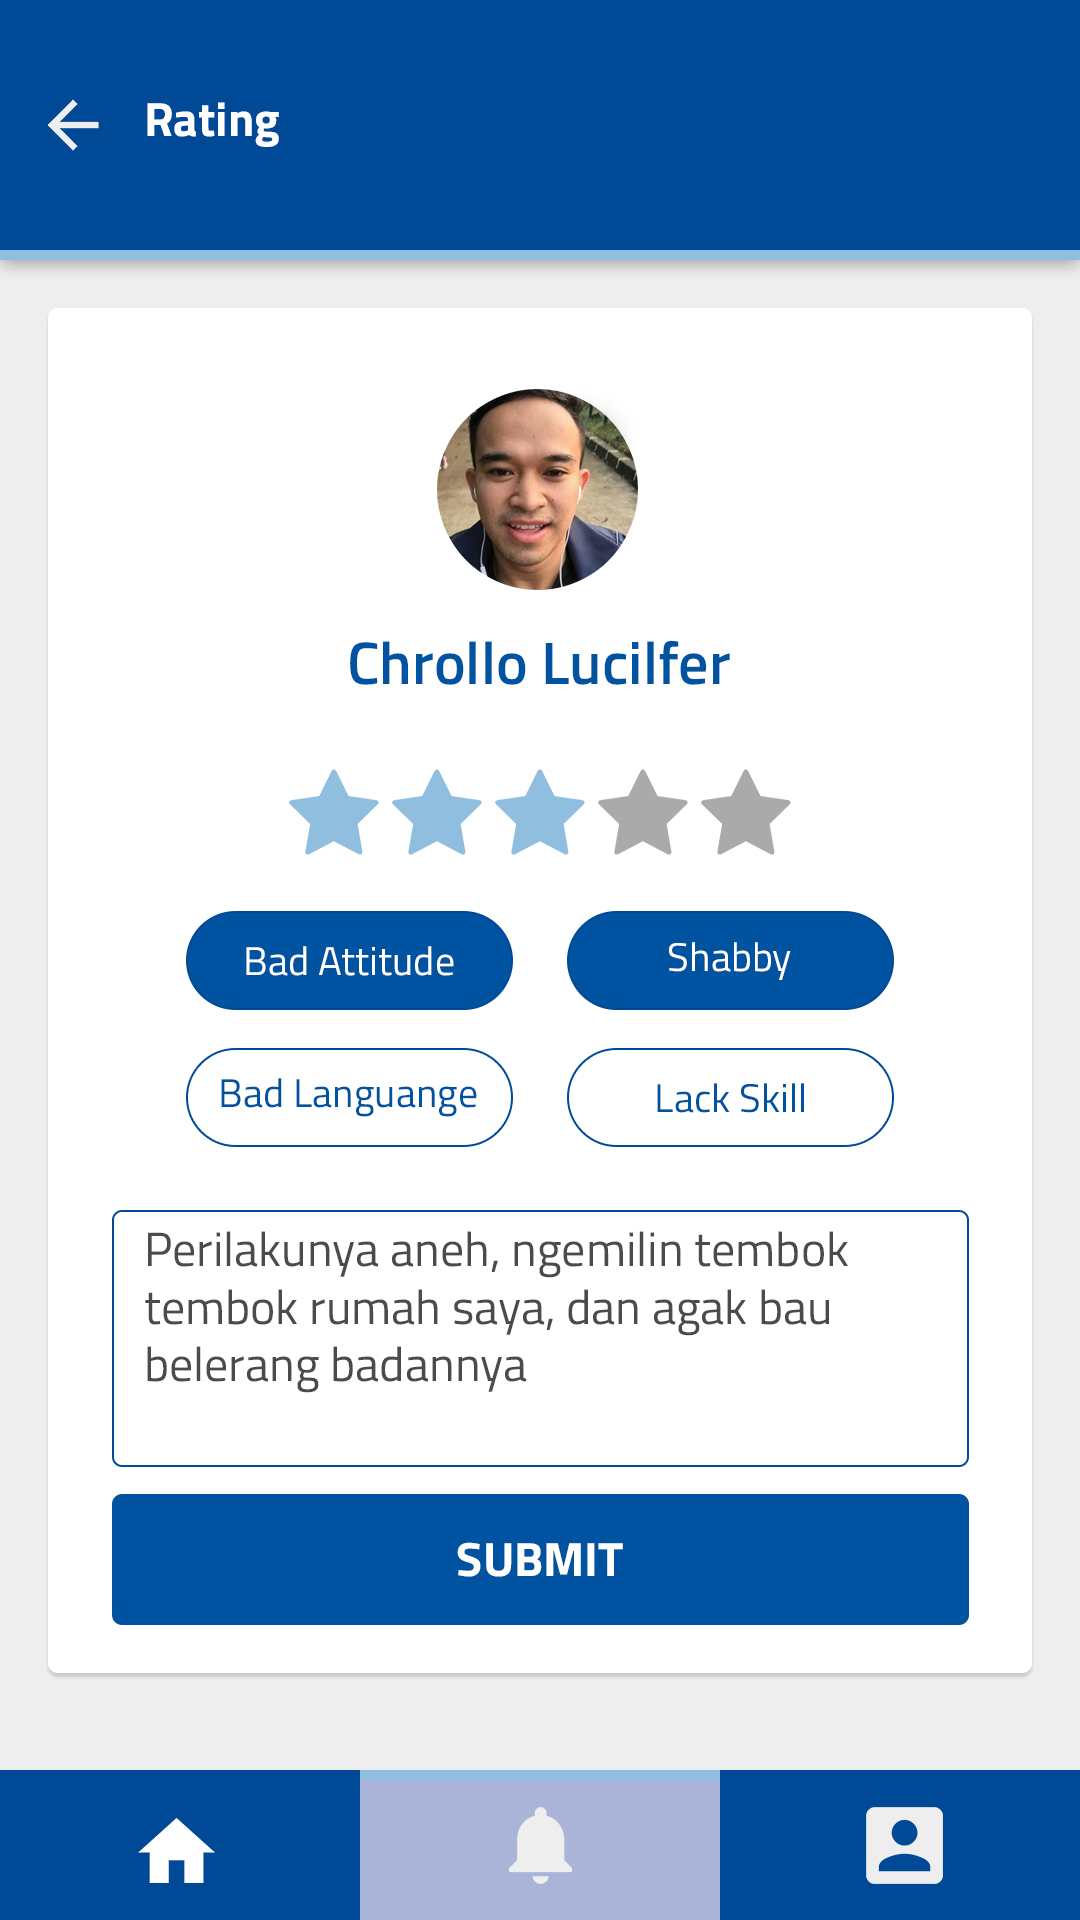 Rating
Chrollo Lucilfer
Bad Attitude
Shabby
Bad Languange
Lack Skill
Perilakunya aneh, ngemilin tembok
tembok rumah saya, dan agak bau
belerang badannya
SUBMIT